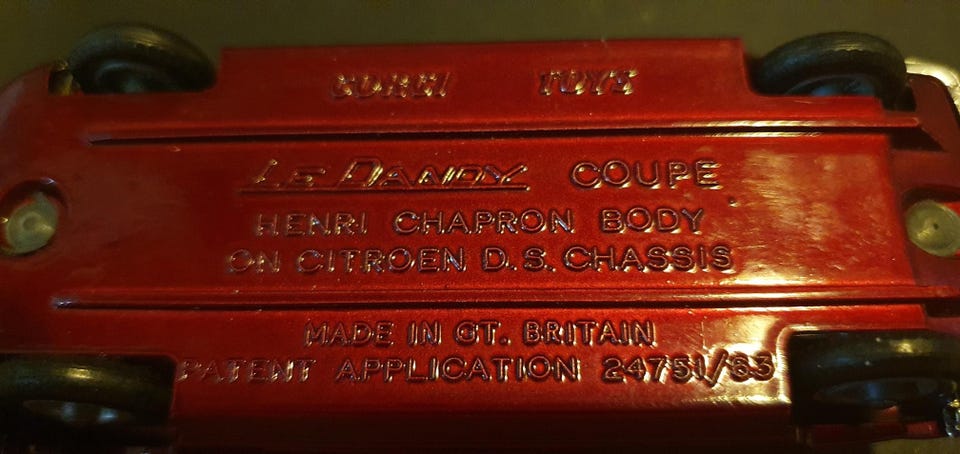 CORGI TOYS
Le Dandy COUPE
HENRI CHAPRON BODY
ON CITROEN D.S. CHASSIS
MADE IN GT. BRITAIN
PATENT APPLICATION 24751/63